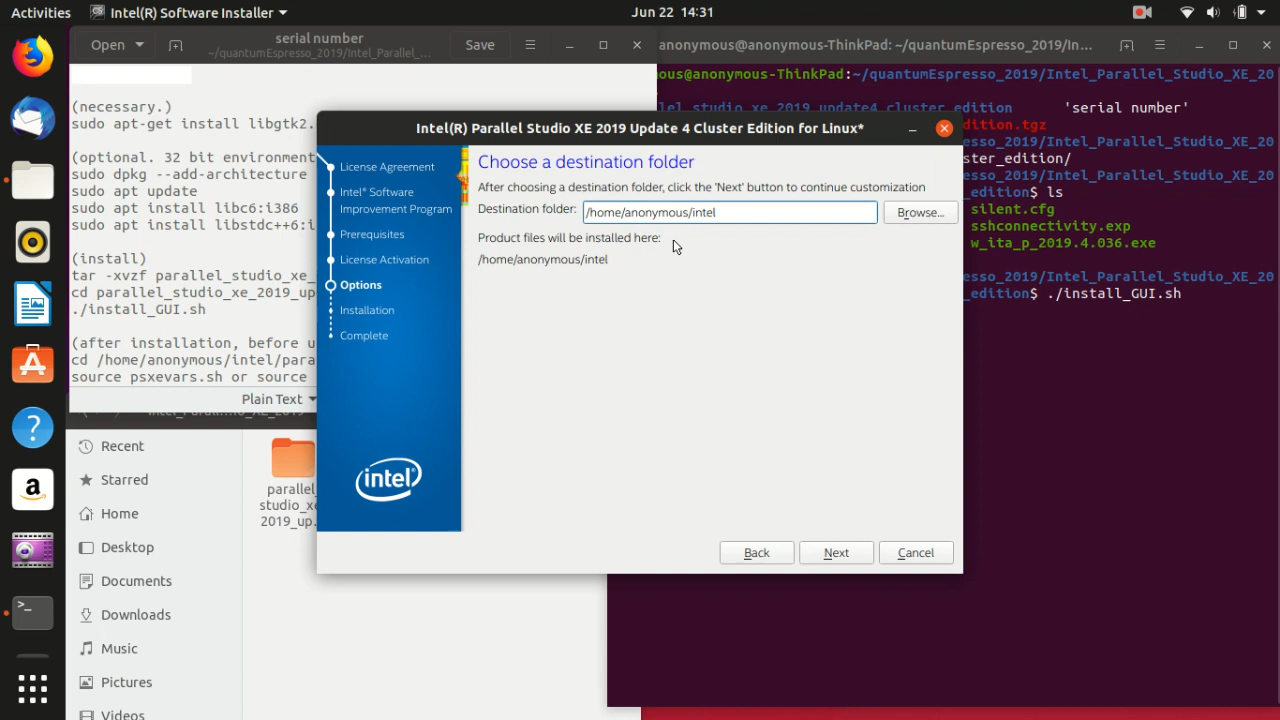 Activities
Intel(R) Software Installer
Jun 22 14:31
Open
serial number
~/quantumEspresso_2019/Intel_Parallel_...
Save
(necessary.)
sudo apt-get install libgtk2.
(optional. 32 bit environment
sudo dpkg --add-architecture
sudo apt update
sudo apt install libc6:i386
sudo apt install libstdc++6:i
(install)
tar -xvzf parallel_studio_xe_
cd parallel_studio_xe_2019_up
./install_GUI.sh
(after installation, before u
cd /home/anonymous/intel/para
source psxevars.sh or source
Plain Text
anonymous@anonymous-ThinkPad: ~/quantumEspresso_2019/In...
ous@anonymous-ThinkPad:~/quantumEspresso_2019/Intel_Parallel_Studio_XE_20
lel_studio_xe_2019_update4_cluster_edition 'serial number'
dition.tgz
/quantumEspresso_2019/Intel_Parallel_Studio_XE_20
ster_edition/
/quantumEspresso_2019/Intel_Parallel_Studio_XE_20
_edition$ ls
silent.cfg
sshconnectivity.exp
w_ita_p_2019.4.036.exe
/quantumEspresso_2019/Intel_Parallel_Studio_XE_20
_edition$ ./install_GUI.sh
Intel(R) Parallel Studio XE 2019 Update 4 Cluster Edition for Linux*
License Agreement
Intel® Software
Improvement Program
Prerequisites
License Activation
Options
Installation
Complete
intel
Choose a destination folder
After choosing a destination folder, click the 'Next' button to continue customization
Destination folder:
/home/anonymous/intel
Browse...
Product files will be installed here:
/home/anonymous/intel
Back
Next
Cancel
Recent
Starred
Home
Desktop
Documents
Downloads
Music
Pictures
Videos
parallel_
studio_xe
2019_up.